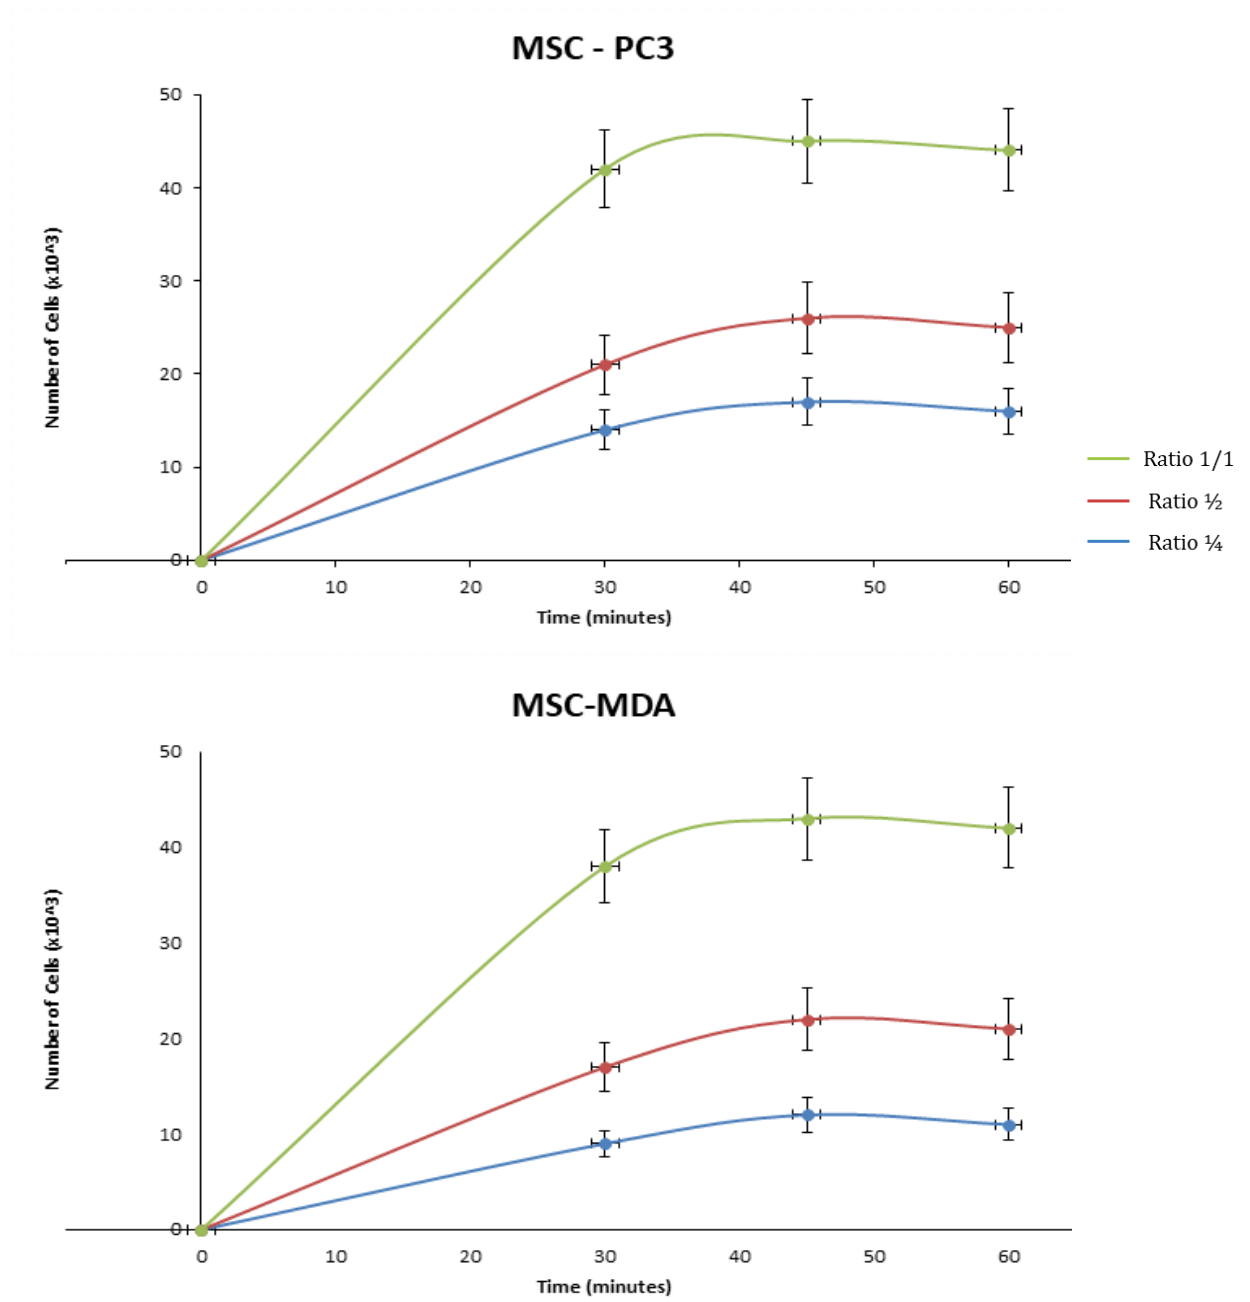 MSC - PC3
50
40
30
20
10
0
Number of Cells (x10^3)
0 10 20 30 40 50 60
Time (minutes)
Ratio 1/1
Ratio ½
Ratio ¼
MSC-MDA
50
40
30
20
10
0
Number of Cells (x10^3)
0 10 20 30 40 50 60
Time (minutes)